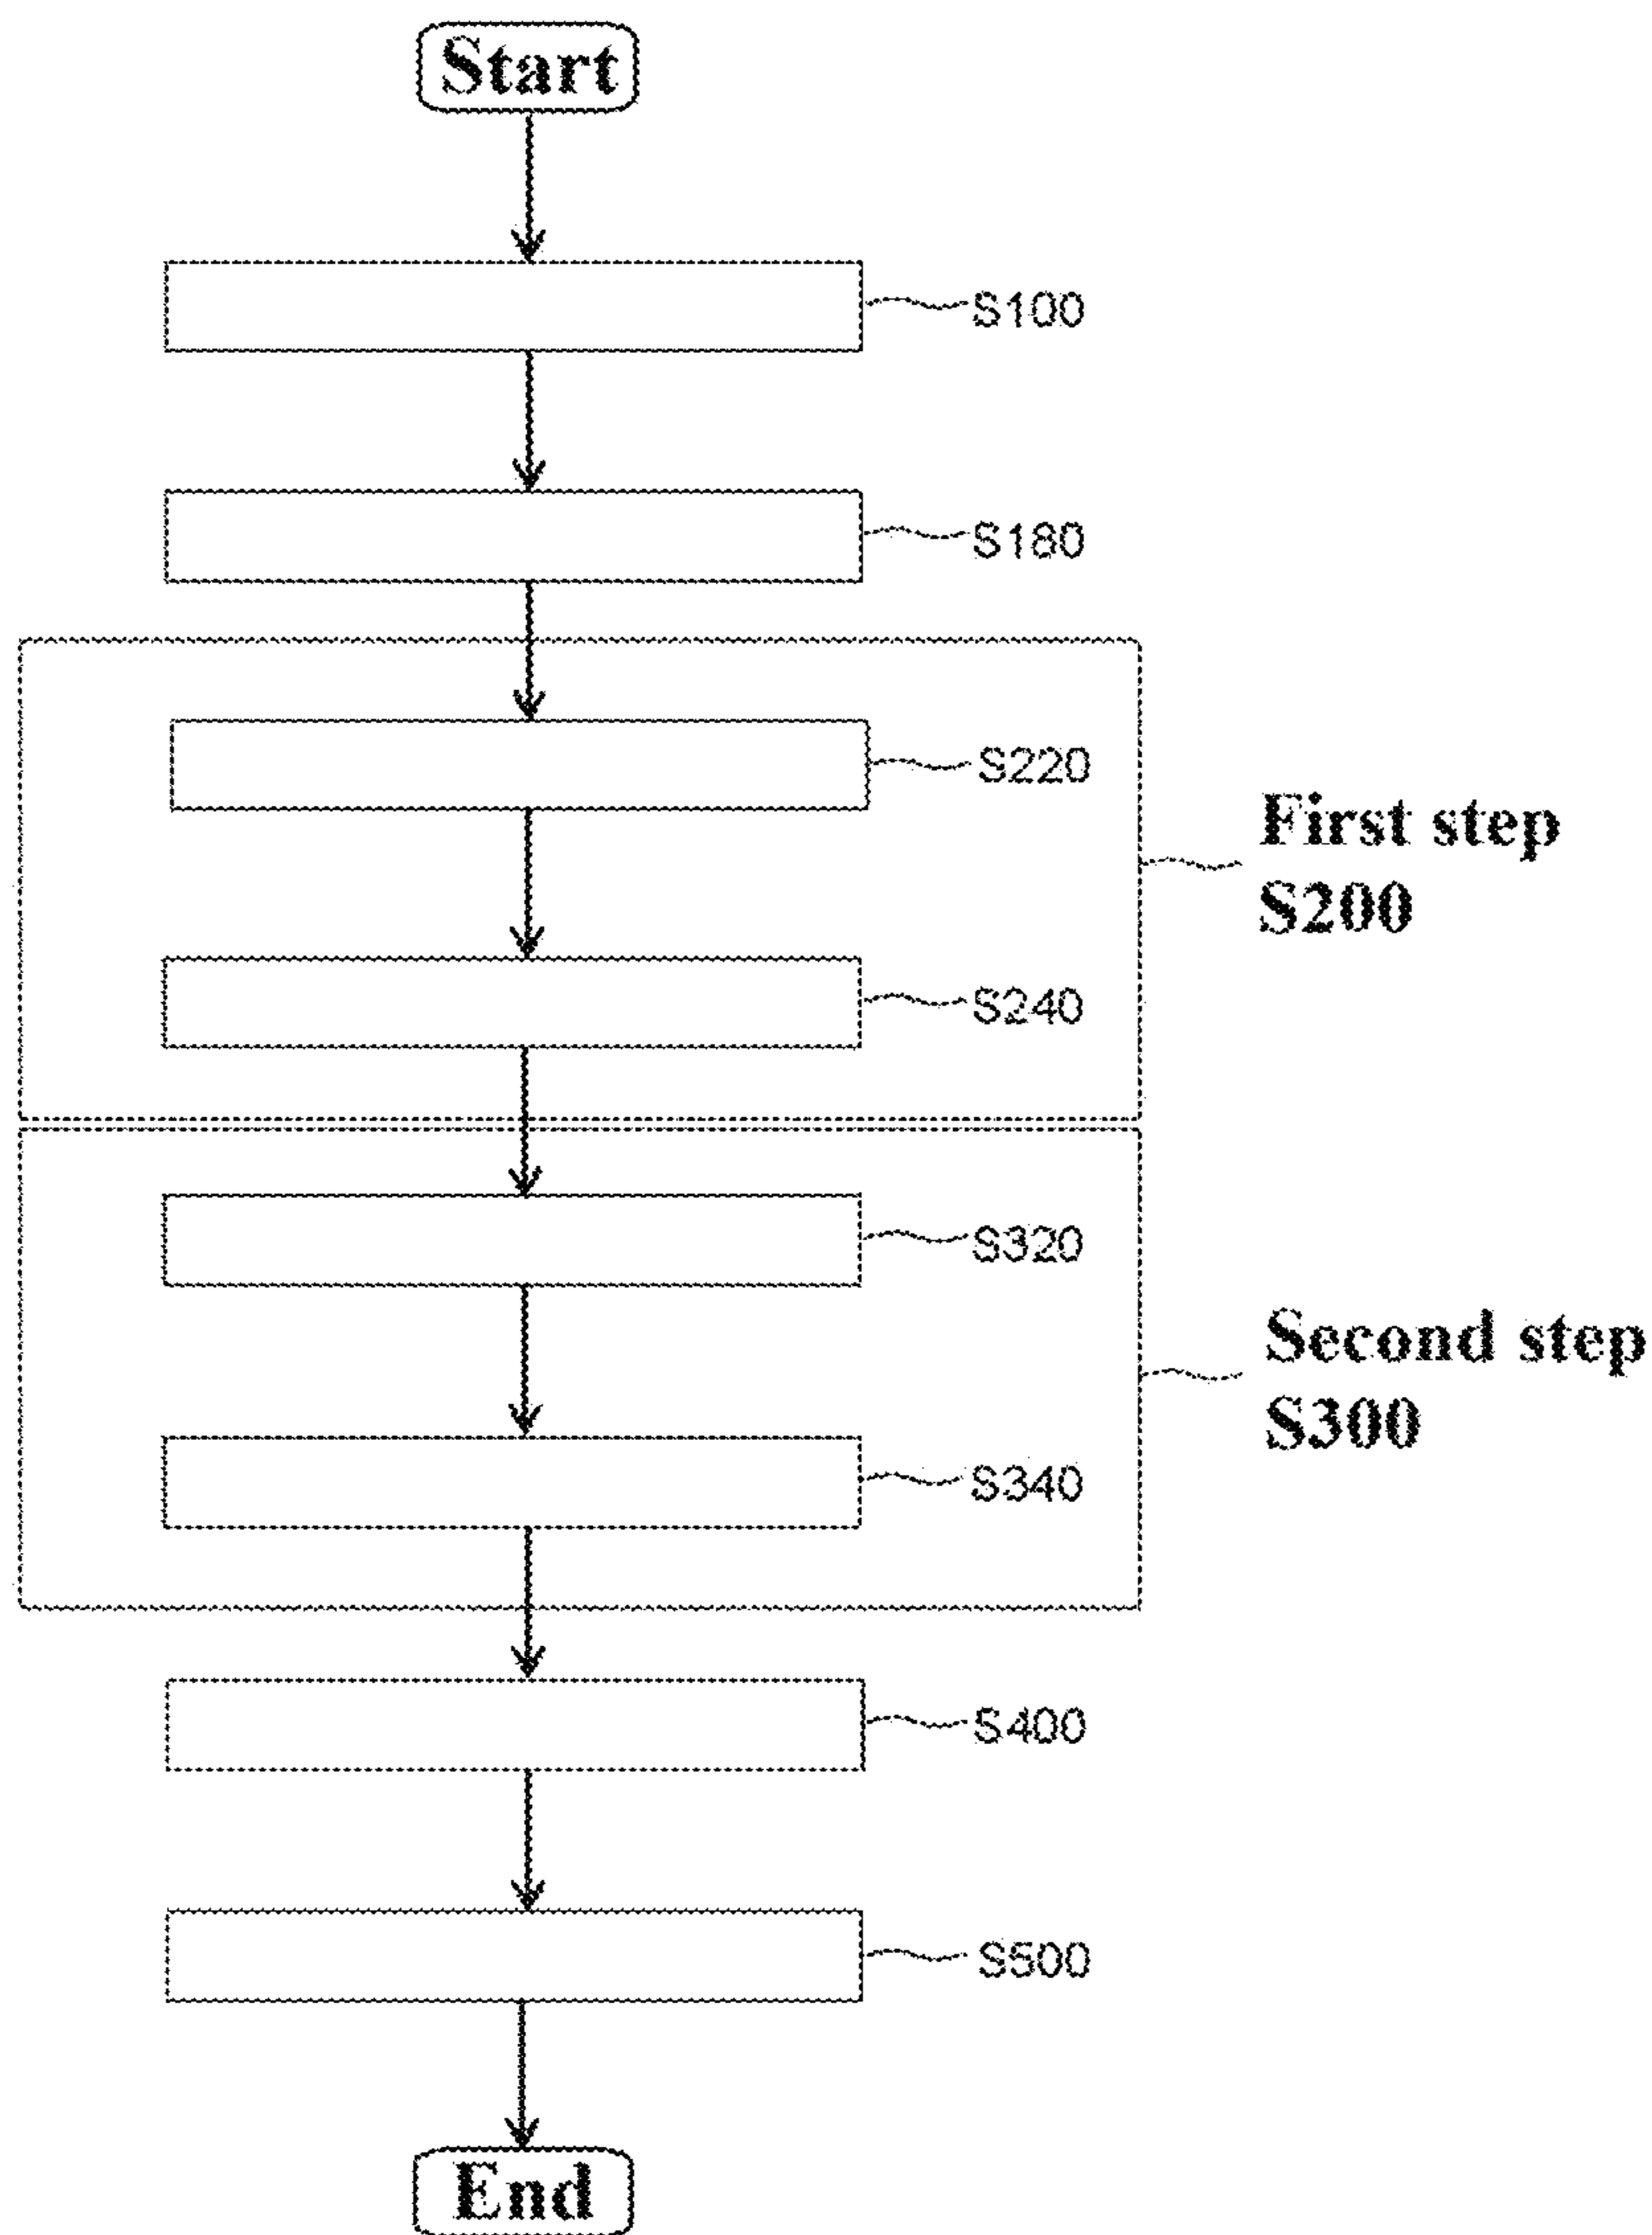 Start
S100
S180
S220
First step
S200
S240
S320
Second step
S300
S340
S400
S500
End